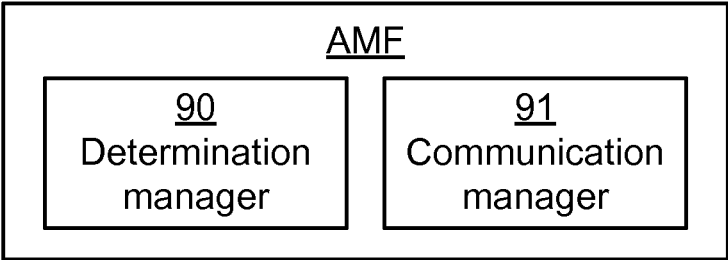 AMF
90
Determination
manager
91
Communication
manager